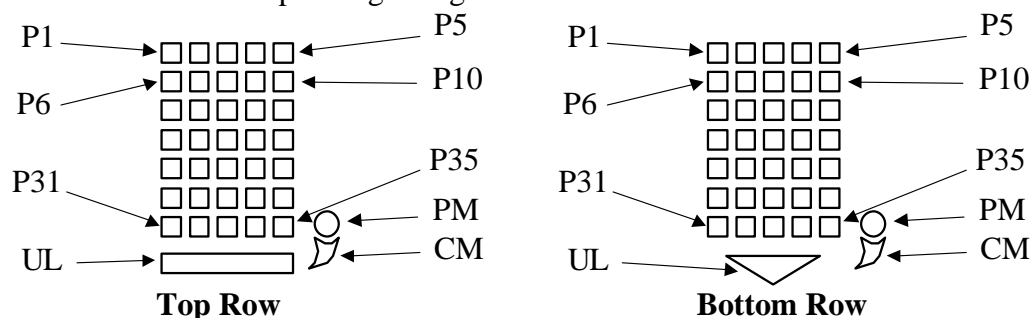 P1 P5 P1 P5
P6 P10 P6 P10
P31 P35 P31 P35
PM PM
UL CM UL CM
Top Row Bottom Row